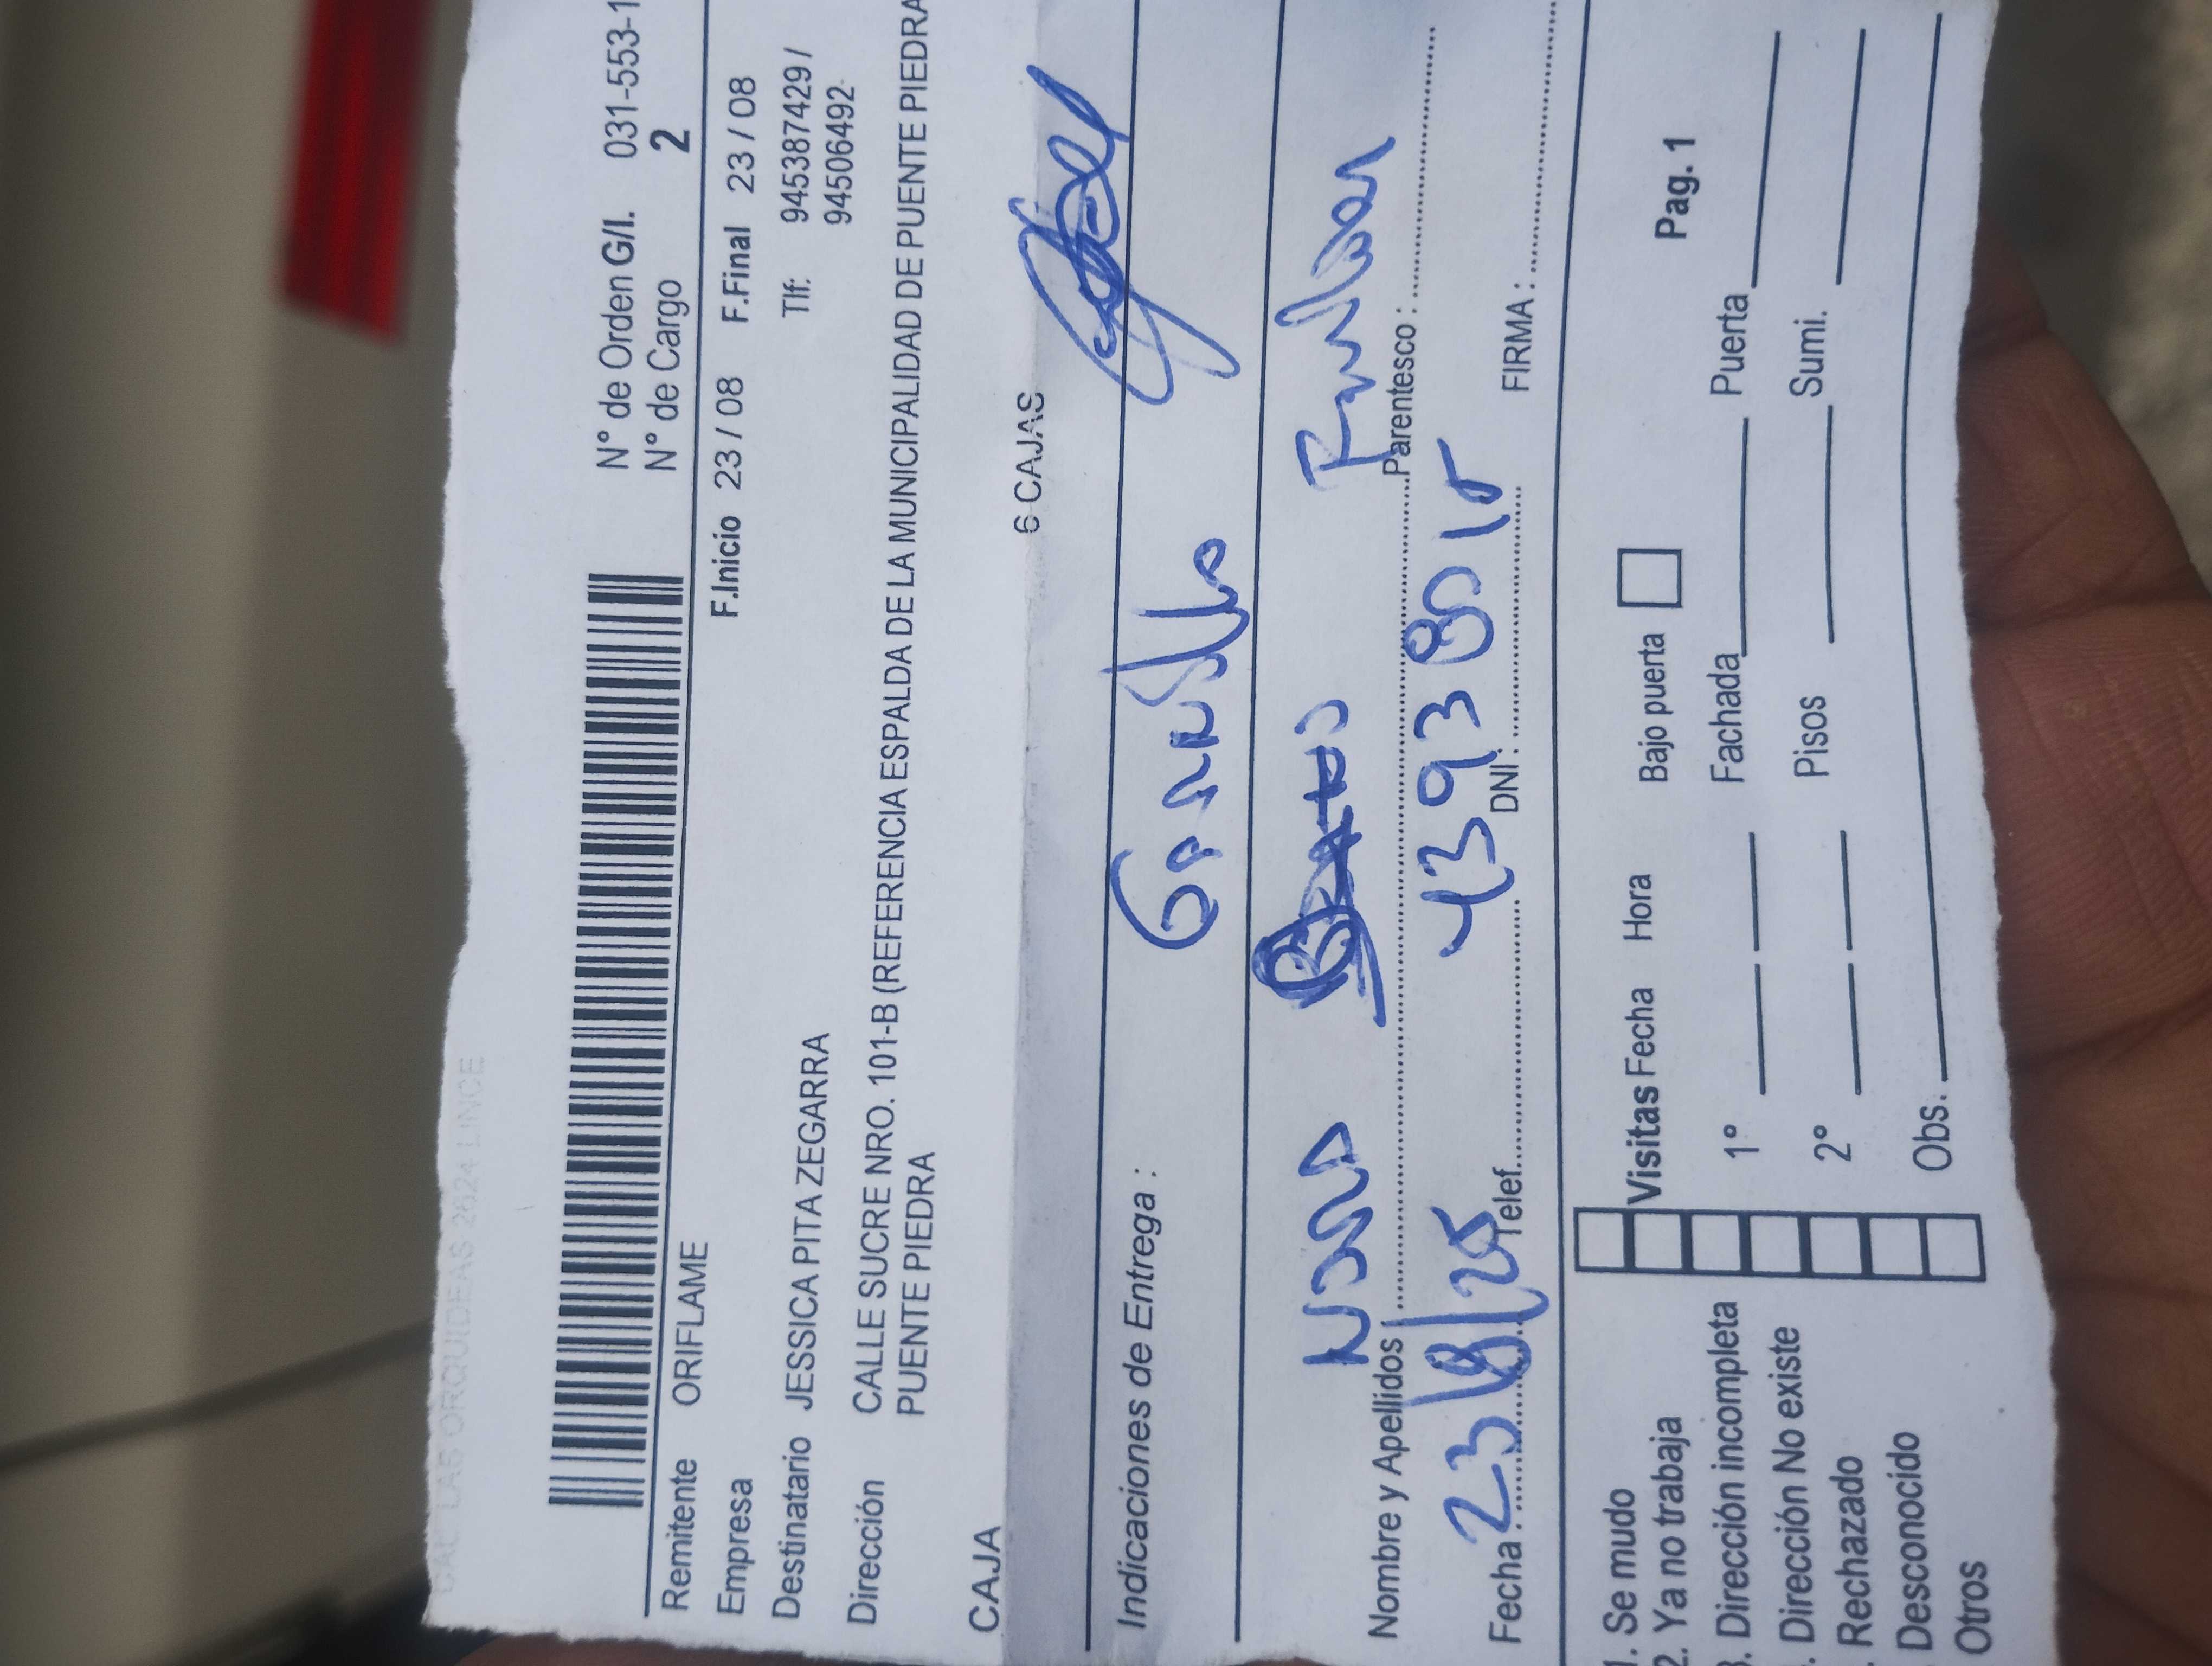 CAL LAS ORQUIDEAS 2624 LINCE
N° de Orden G/I. 031-553-1
N° de Cargo 2
Remitente ORIFLAME
Empresa F.Inicio 23 / 08 F.Final 23 / 08
Destinatario JESSICA PITA ZEGARRA Tlf: 945387429 /
94506492
Dirección CALLE SUCRE NRO. 101-B (REFERENCIA ESPALDA DE LA MUNICIPALIDAD DE PUENTE PIEDRA
PUENTE PIEDRA
CAJA 6 CAJAS
Indicaciones de Entrega :
Nombre y Apellidos Parentesco :
Fecha : 23/8/25 Telef. DNI : 43938515 FIRMA :
1. Se mudo
2. Ya no trabaja Visitas Fecha Hora Bajo puerta Pag. 1
3. Dirección incompleta 1° Fachada Puerta
. Dirección No existe
. Rechazado 2° Pisos Sumi.
Desconocido
Otros Obs.